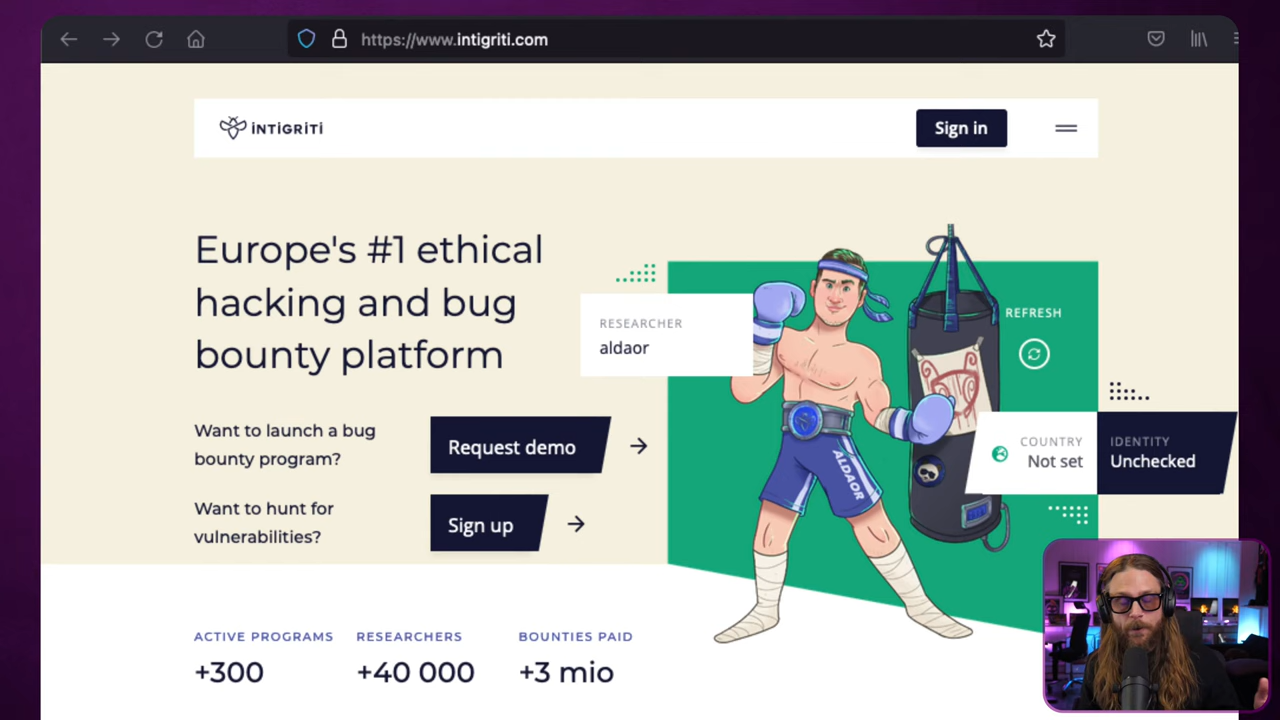 https://www.intigriti.com
intigriti
Sign in
Europe's #1 ethical
hacking and bug
bounty platform
Want to launch a bug
bounty program?
Request demo
Want to hunt for
vulnerabilities?
Sign up
RESEARCHER
aldaor
REFRESH
COUNTRY
Not set
IDENTITY
Unchecked
ALDAOR
ACTIVE PROGRAMS
+300
RESEARCHERS
+40 000
BOUNTIES PAID
+3 mio